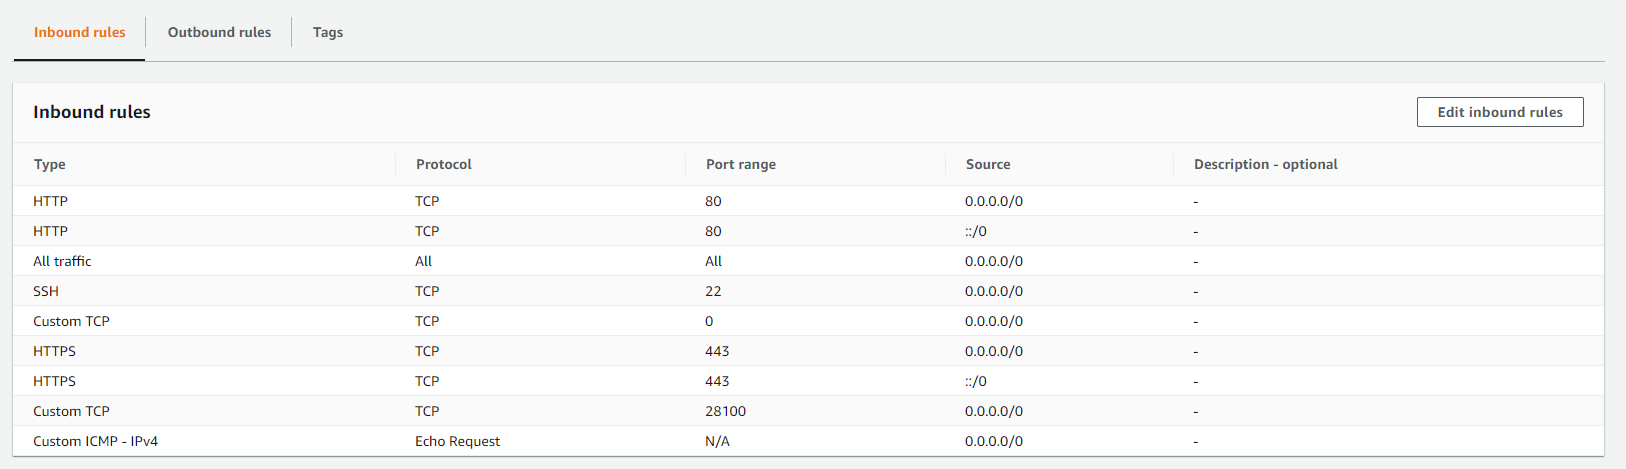 Inbound rules Outbound rules Tags
Inbound rules Edit inbound rules
Type Protocol Port range Source Description - optional
HTTP TCP 80 0.0.0.0/0 -
HTTP TCP 80 ::/0 -
All traffic All All 0.0.0.0/0 -
SSH TCP 22 0.0.0.0/0 -
Custom TCP TCP 0 0.0.0.0/0 -
HTTPS TCP 443 0.0.0.0/0 -
HTTPS TCP 443 ::/0 -
Custom TCP TCP 28100 0.0.0.0/0 -
Custom ICMP - IPv4 Echo Request N/A 0.0.0.0/0 -